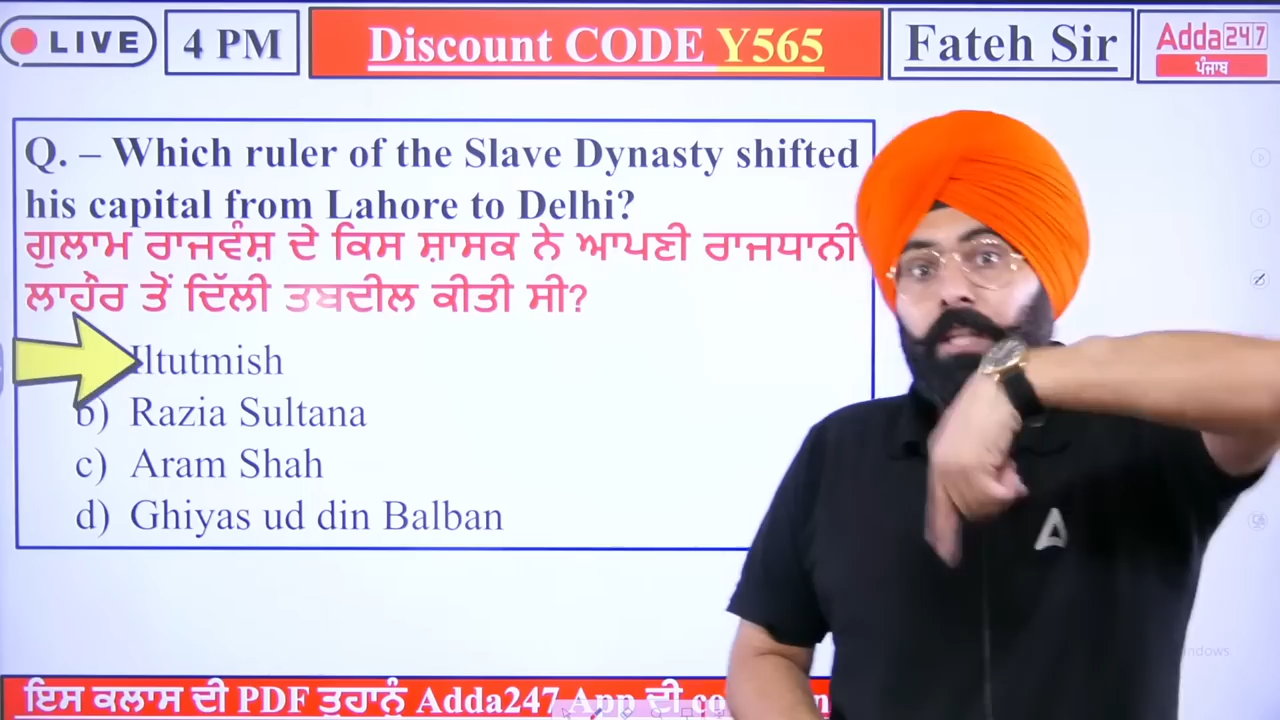 LIVE
4 PM
Discount CODE Y565
Fateh Sir
Adda247
ਪੰਜਾਬ
Q. – Which ruler of the Slave Dynasty shifted
his capital from Lahore to Delhi?
ਗੁਲਾਮ ਰਾਜਵੰਸ਼ ਦੇ ਕਿਸ ਸ਼ਾਸਕ ਨੇ ਆਪਣੀ ਰਾਜਧਾਨੀ
ਲਾਹੌਰ ਤੋਂ ਦਿੱਲੀ ਤਬਦੀਲ ਕੀਤੀ ਸੀ?
Iltutmish
b) Razia Sultana
c) Aram Shah
d) Ghiyas ud din Balban
ਇਸ ਕਲਾਸ ਦੀ PDF ਤੁਹਾਨੂੰ Adda247 App ਦੀ